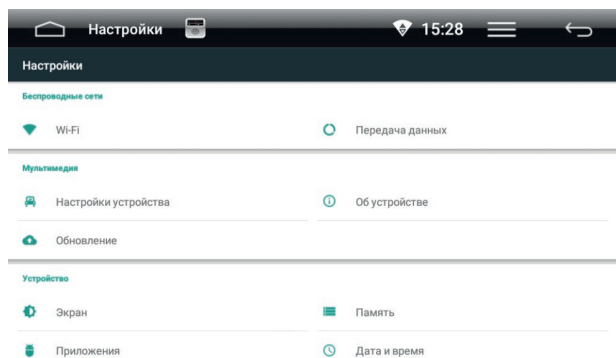 Настройки 15:28
Настройки
Беспроводные сети
Wi-Fi Передача данных
Мультимедия
Настройки устройства Об устройстве
Обновление
Устройство
Экран Память
Приложения Дата и время